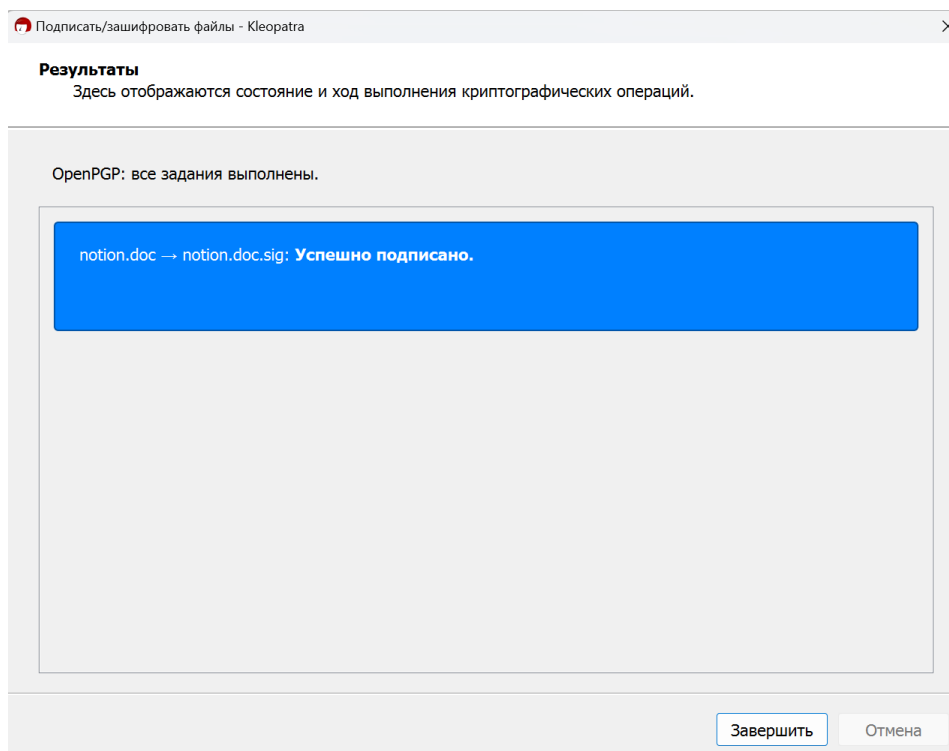 Подписать/зашифровать файлы - Kleopatra
Результаты
Здесь отображаются состояние и ход выполнения криптографических операций.
OpenPGP: все задания выполнены.
notion.doc → notion.doc.sig: Успешно подписано.
Завершить
Отмена